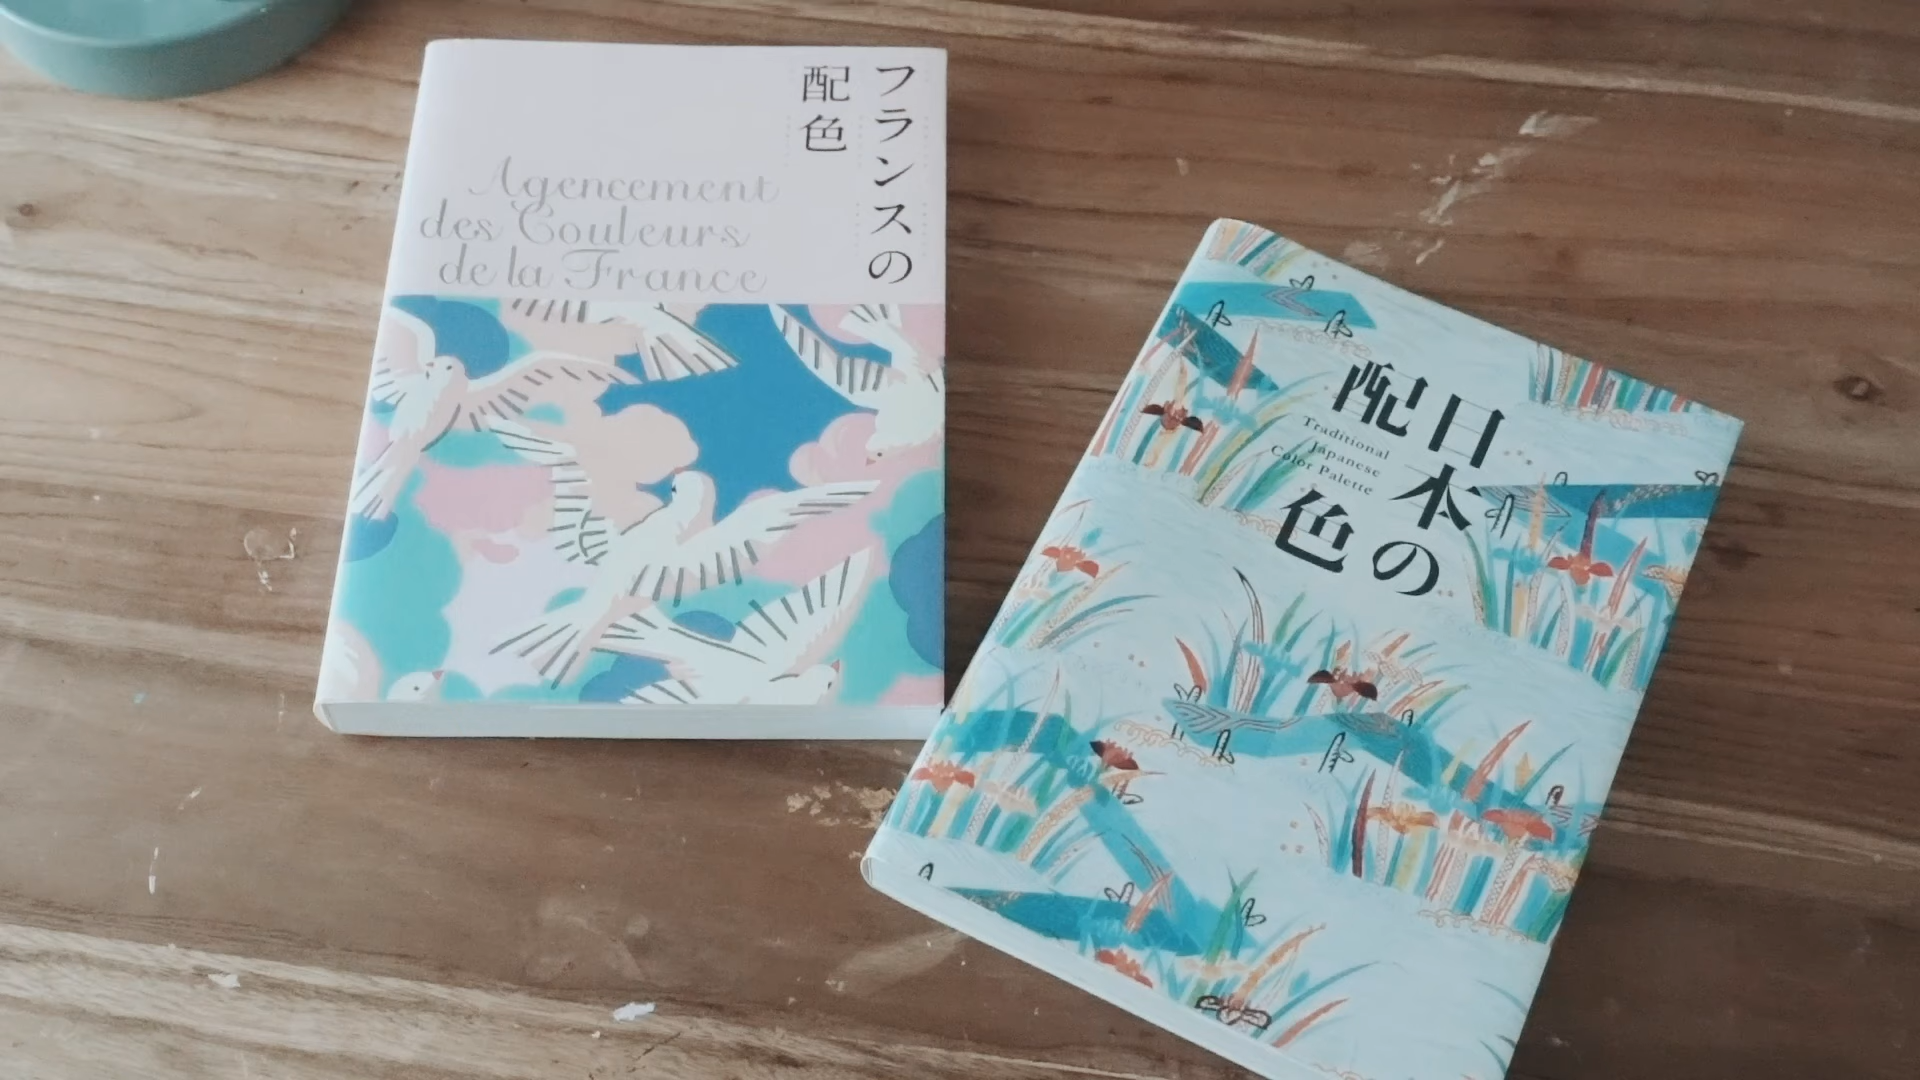 フランスの
配色
Agencement
des Couleurs
de la France
日本の
配色
Traditional
Japanese
Color Palette